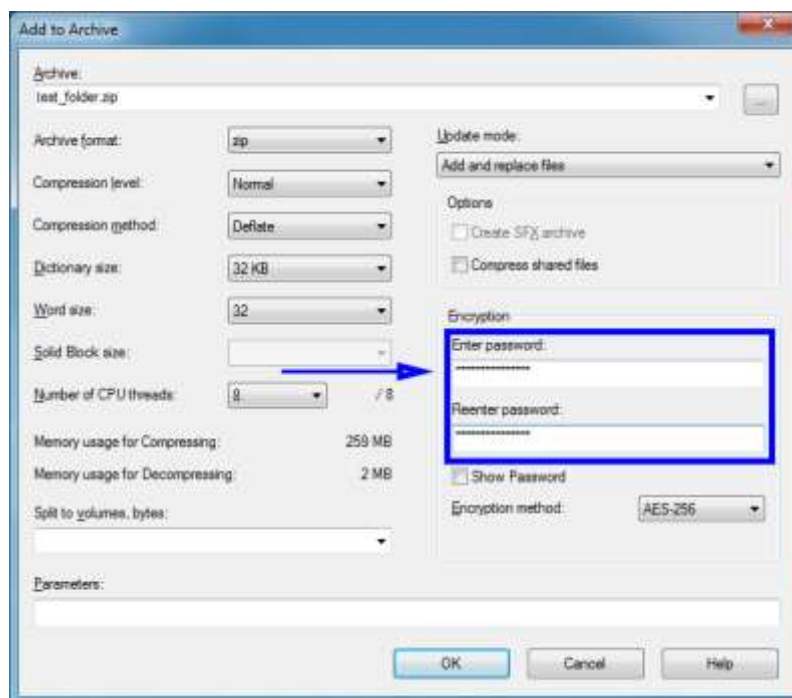 Add to Archive
Archive:
test_folder.zip
...
Archive format:
zip
Compression level:
Normal
Compression method:
Deflate
Dictionary size:
32 KB
Word size:
32
Solid Block size:
Number of CPU threads:
8
/ 8
Memory usage for Compressing:
259 MB
Memory usage for Decompressing:
2 MB
Split to volumes, bytes:
Update mode:
Add and replace files
Options
Create SFX archive
Compress shared files
Encryption
Enter password:
Reenter password:
Show Password
Encryption method:
AES-256
Parameters:
OK
Cancel
Help